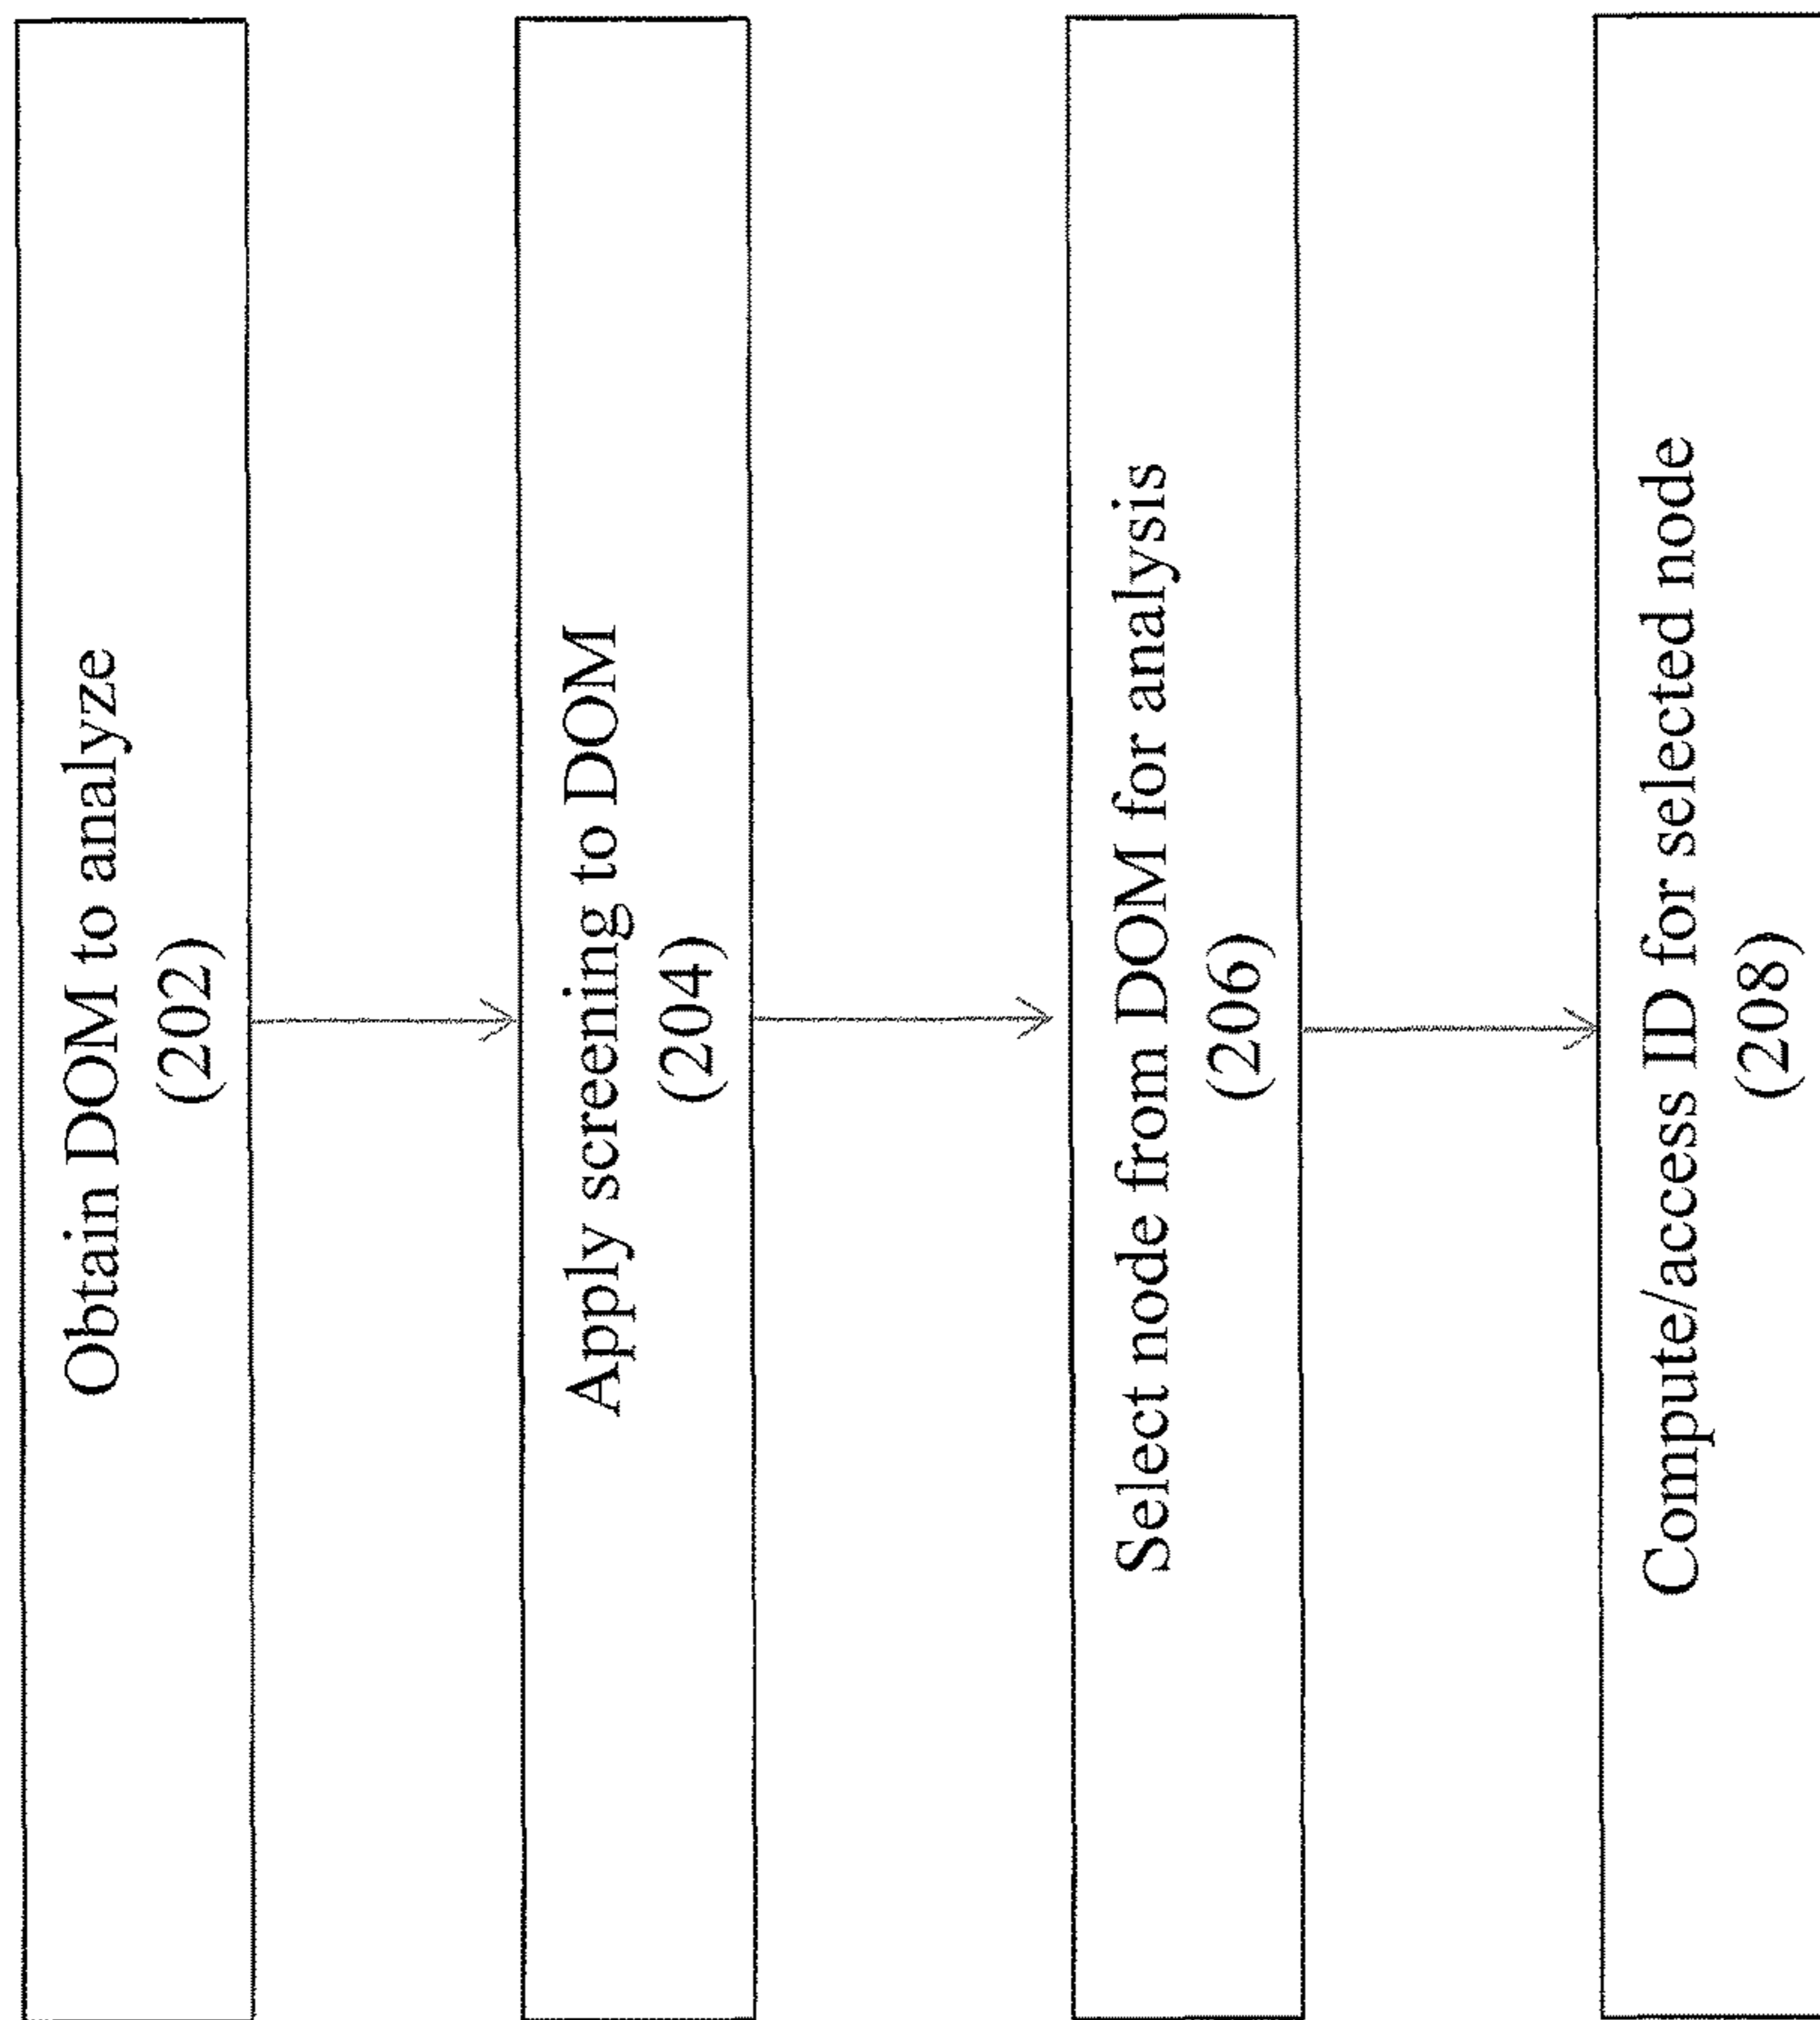 Obtain DOM to analyze
(202)
Apply screening to DOM
(204)
Select node from DOM for analysis
(206)
Compute/access ID for selected node
(208)